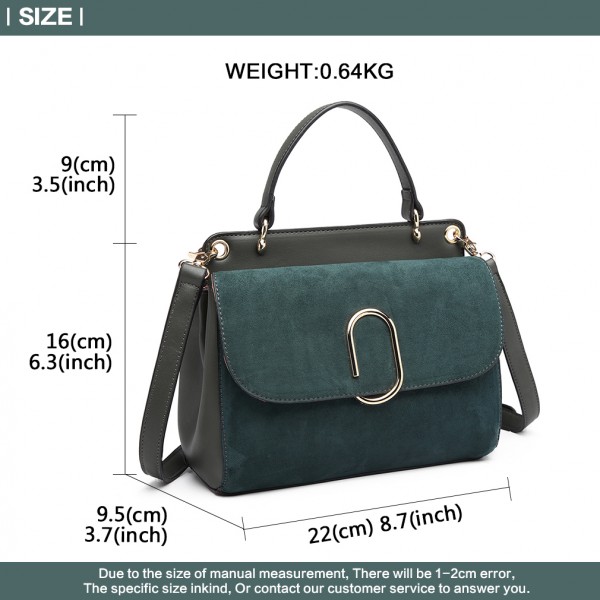 | SIZE |
WEIGHT:0.64KG
9(cm)
3.5(inch)
16(cm)
6.3(inch)
9.5(cm)
3.7(inch)
22(cm) 8.7(inch)
Due to the size of manual measurement, There will be 1-2cm error,
The specific size inkind, Or contact our customer service to answer you.